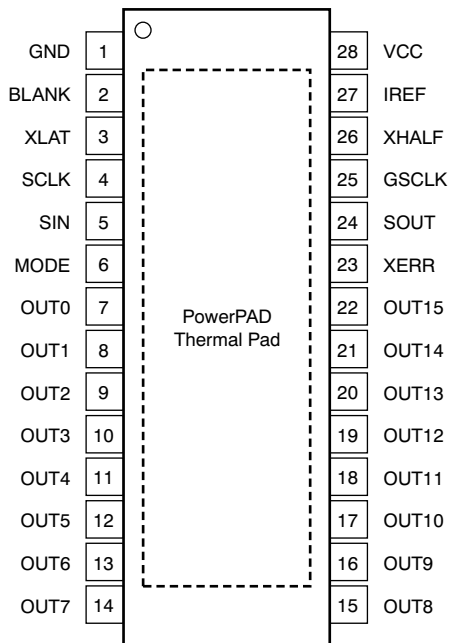 GND 1 28 VCC
BLANK 2 27 IREF
XLAT 3 26 XHALF
SCLK 4 25 GSCLK
SIN 5 24 SOUT
MODE 6 23 XERR
OUT0 7 22 OUT15
PowerPAD
Thermal Pad
OUT1 8 21 OUT14
OUT2 9 20 OUT13
OUT3 10 19 OUT12
OUT4 11 18 OUT11
OUT5 12 17 OUT10
OUT6 13 16 OUT9
OUT7 14 15 OUT8